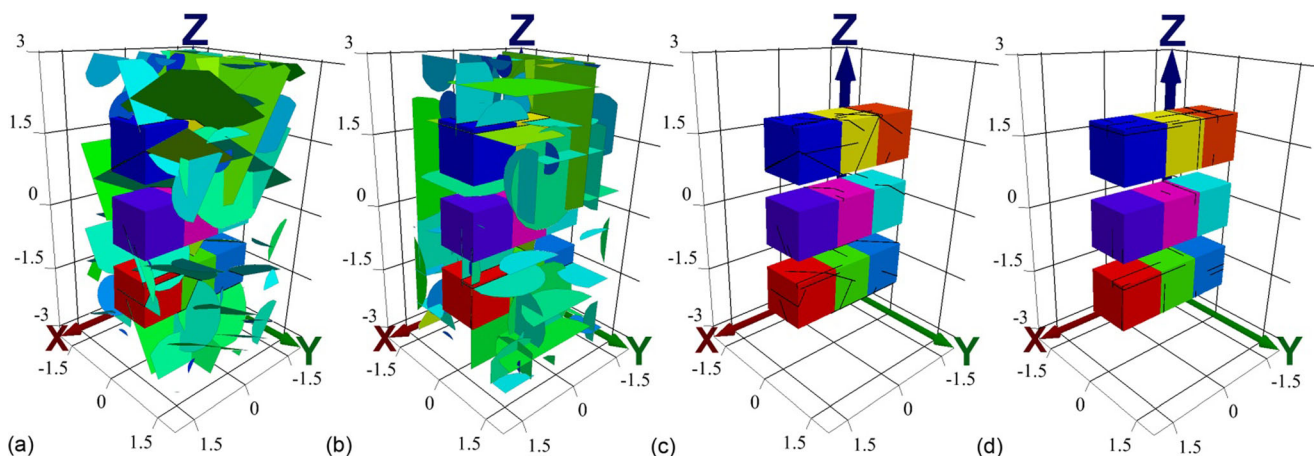 Z Z Z Z
3 3 3 3
1.5 1.5 1.5 1.5
0 0 0 0
-1.5 -1.5 -1.5 -1.5
-3 X Y -3 X Y -3 X Y -3 X Y
-1.5 -1.5 -1.5 -1.5 -1.5 -1.5 -1.5 -1.5
0 0 0 0 0 0 0 0
(a) 1.5 1.5 (b) 1.5 1.5 (c) 1.5 1.5 (d) 1.5 1.5